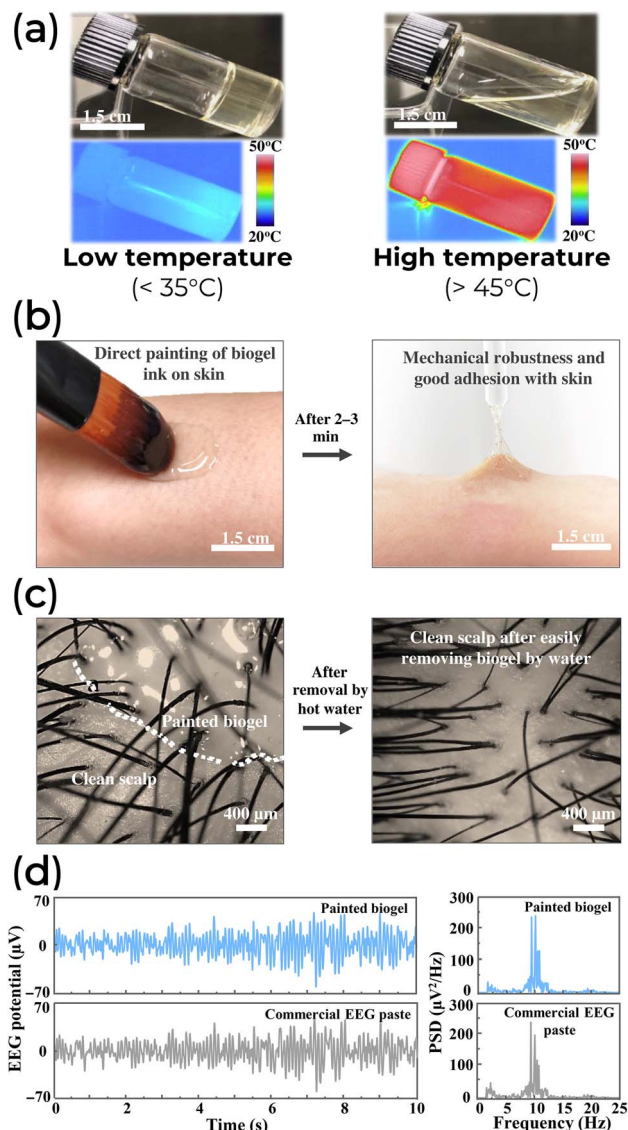 (a)
1.5 cm
1.5 cm
50°C
20°C
50°C
20°C
Low temperature
(< 35°C)
High temperature
(> 45°C)
(b)
Direct painting of biogel
ink on skin
1.5 cm
After 2–3
min
Mechanical robustness and
good adhesion with skin
1.5 cm
(c)
Painted biogel
Clean scalp
400 µm
After
removal by
hot water
Clean scalp after easily
removing biogel by water
400 µm
(d)
EEG potential (µV)
70
0
−70
Painted biogel
70
0
−70
Commercial EEG paste
0 2 4 6 8 10
Time (s)
PSD (µV²/Hz)
300
200
100
0
Painted biogel
300
200
100
0
Commercial EEG
paste
0 5 10 15 20 25
Frequency (Hz)